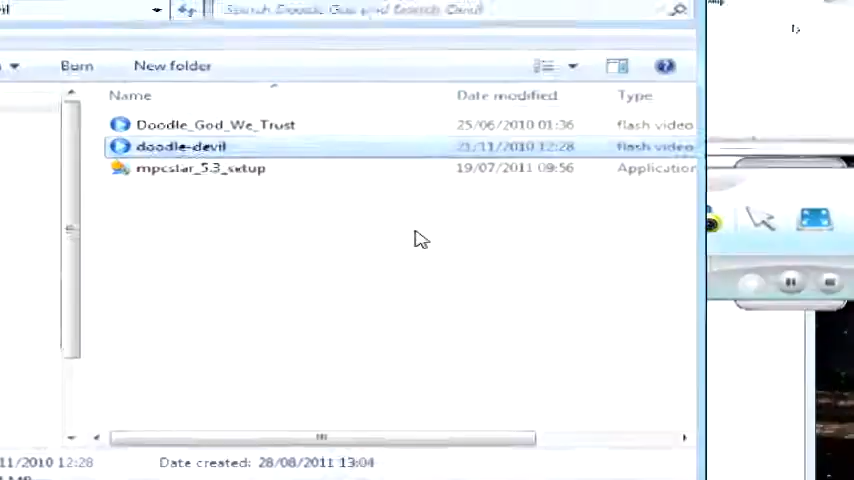 Search Doodle God and Doodle Devil
Burn New folder
Name Date modified Type
Doodle_God_We_Trust 25/06/2010 01:36 flash video
doodle-devil 21/11/2010 12:28 flash video
mpcstar_5.3_setup 19/07/2011 09:56 Application
11/2010 12:28 Date created: 28/08/2011 13:04